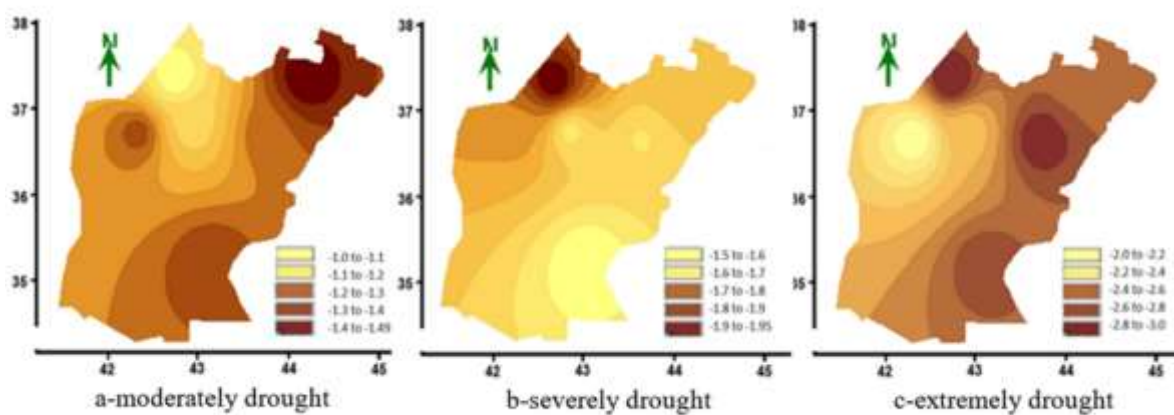 38
37
36
35
N
42
43
44
45
-1.0 to -1.1
-1.1 to -1.2
-1.2 to -1.3
-1.3 to -1.4
-1.4 to -1.49
a-moderately drought
38
37
36
35
N
42
43
44
45
-1.5 to -1.6
-1.6 to -1.7
-1.7 to -1.8
-1.8 to -1.9
-1.9 to -1.95
b-severely drought
37
36
35
N
42
43
44
45
-2.0 to -2.2
-2.2 to -2.4
-2.4 to -2.6
-2.6 to -2.8
-2.8 to -3.0
c-extremely drought